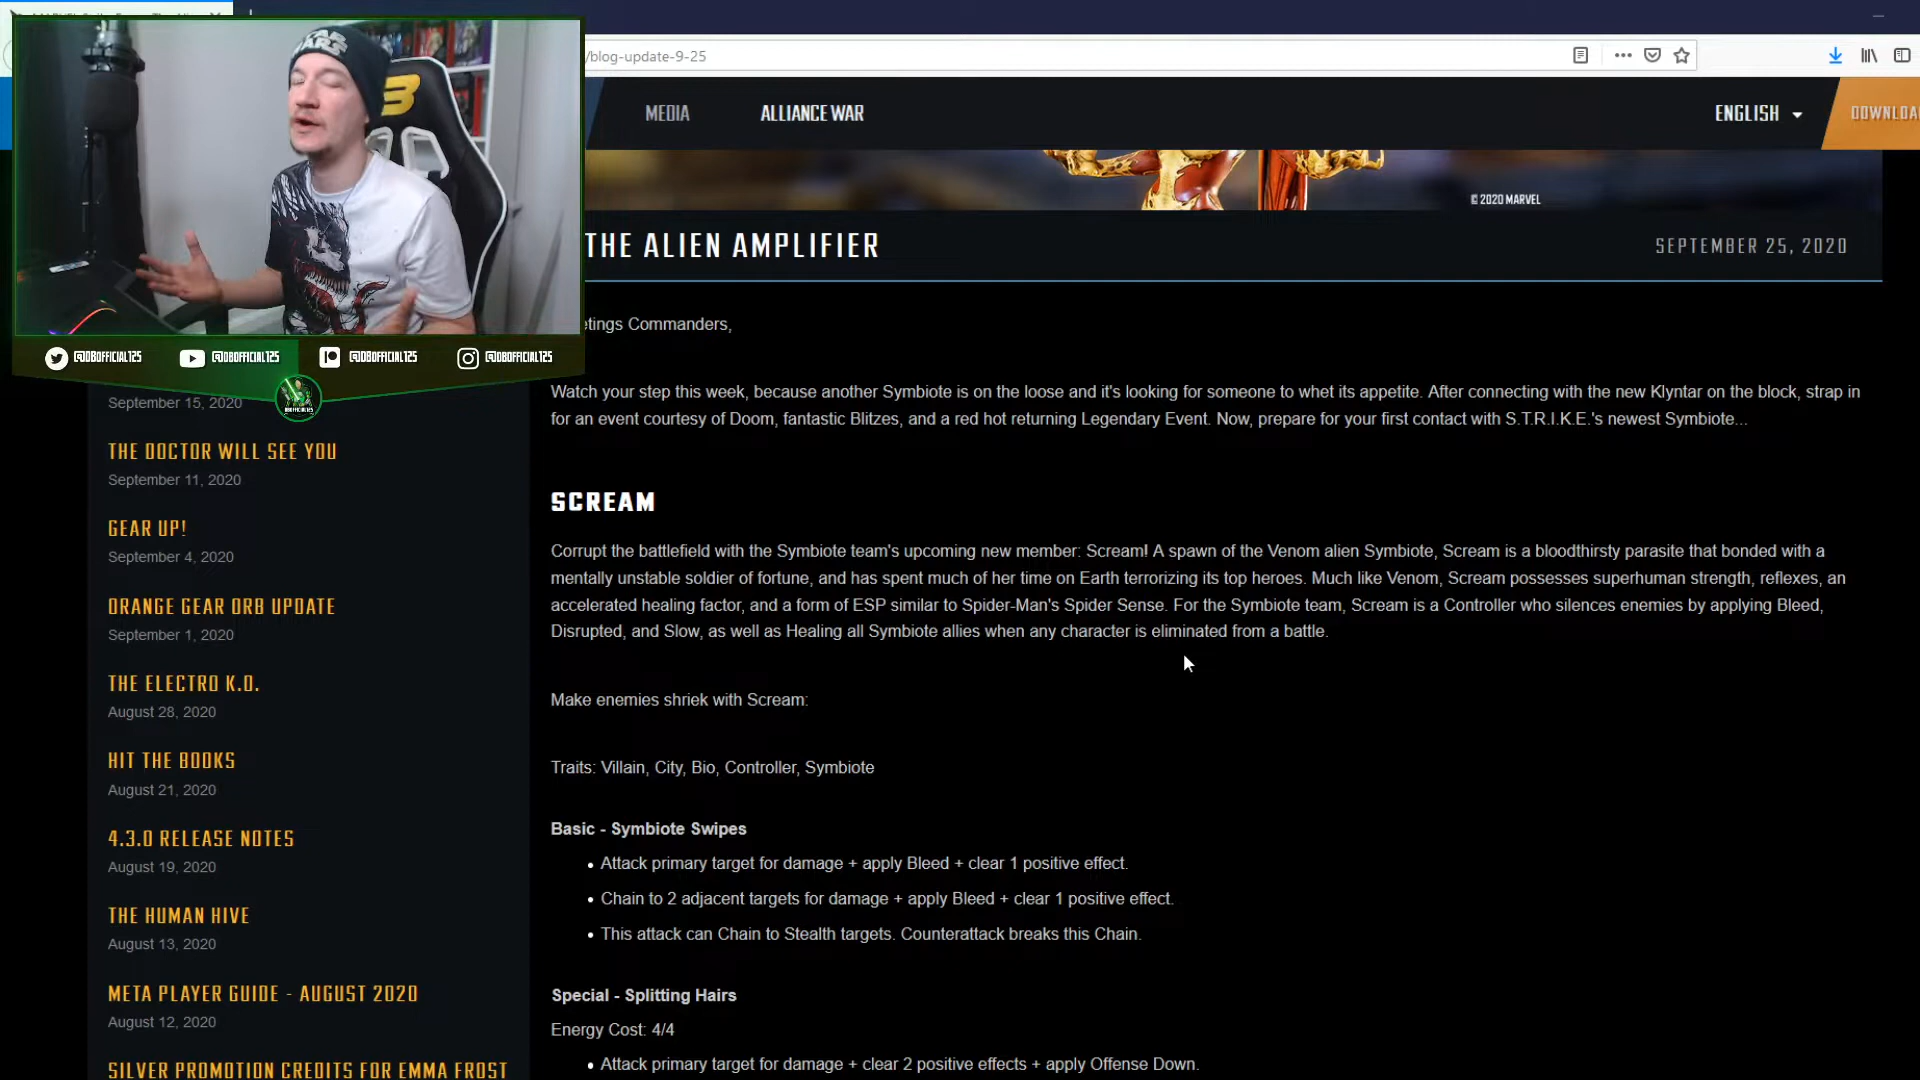 /blog-update-9-25
MEDIA
ALLIANCE WAR
ENGLISH
DOWNLOA
STAR
WARS
© 2020 MARVEL
THE ALIEN AMPLIFIER
SEPTEMBER 25, 2020
@DBOFFICIAL125 @DBOFFICIAL125 @DBOFFICIAL125 @DBOFFICIAL125
DBOFFICIAL125
September 15, 2020
THE DOCTOR WILL SEE YOU
September 11, 2020
GEAR UP!
September 4, 2020
ORANGE GEAR ORB UPDATE
September 1, 2020
THE ELECTRO K.O.
August 28, 2020
HIT THE BOOKS
August 21, 2020
4.3.0 RELEASE NOTES
August 19, 2020
THE HUMAN HIVE
August 13, 2020
META PLAYER GUIDE - AUGUST 2020
August 12, 2020
SILVER PROMOTION CREDITS FOR EMMA FROST
etings Commanders,
Watch your step this week, because another Symbiote is on the loose and it's looking for someone to whet its appetite. After connecting with the new Klyntar on the block, strap in
for an event courtesy of Doom, fantastic Blitzes, and a red hot returning Legendary Event. Now, prepare for your first contact with S.T.R.I.K.E.'s newest Symbiote...
SCREAM
Corrupt the battlefield with the Symbiote team's upcoming new member: Scream! A spawn of the Venom alien Symbiote, Scream is a bloodthirsty parasite that bonded with a
mentally unstable soldier of fortune, and has spent much of her time on Earth terrorizing its top heroes. Much like Venom, Scream possesses superhuman strength, reflexes, an
accelerated healing factor, and a form of ESP similar to Spider-Man's Spider Sense. For the Symbiote team, Scream is a Controller who silences enemies by applying Bleed,
Disrupted, and Slow, as well as Healing all Symbiote allies when any character is eliminated from a battle.
Make enemies shriek with Scream:
Traits: Villain, City, Bio, Controller, Symbiote
Basic - Symbiote Swipes
• Attack primary target for damage + apply Bleed + clear 1 positive effect.
• Chain to 2 adjacent targets for damage + apply Bleed + clear 1 positive effect.
• This attack can Chain to Stealth targets. Counterattack breaks this Chain.
Special - Splitting Hairs
Energy Cost: 4/4
• Attack primary target for damage + clear 2 positive effects + apply Offense Down.